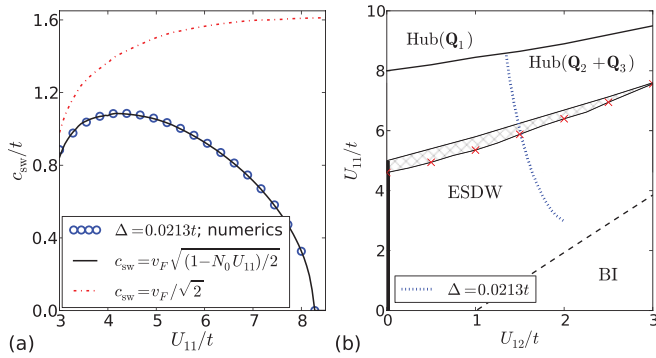 1.6
1.2
0.8
0.4
0.0
c_sw/t
3 4 5 6 7 8
U_11/t
Δ=0.0213t; numerics
c_sw=v_F√(1−N_0U_11)/2
c_sw=v_F/√2
(a)
10
8
6
4
2
0
U_11/t
Hub(Q_1)
Hub(Q_2+Q_3)
ESDW
BI
Δ=0.0213t
0 1 2 3
U_12/t
(b)